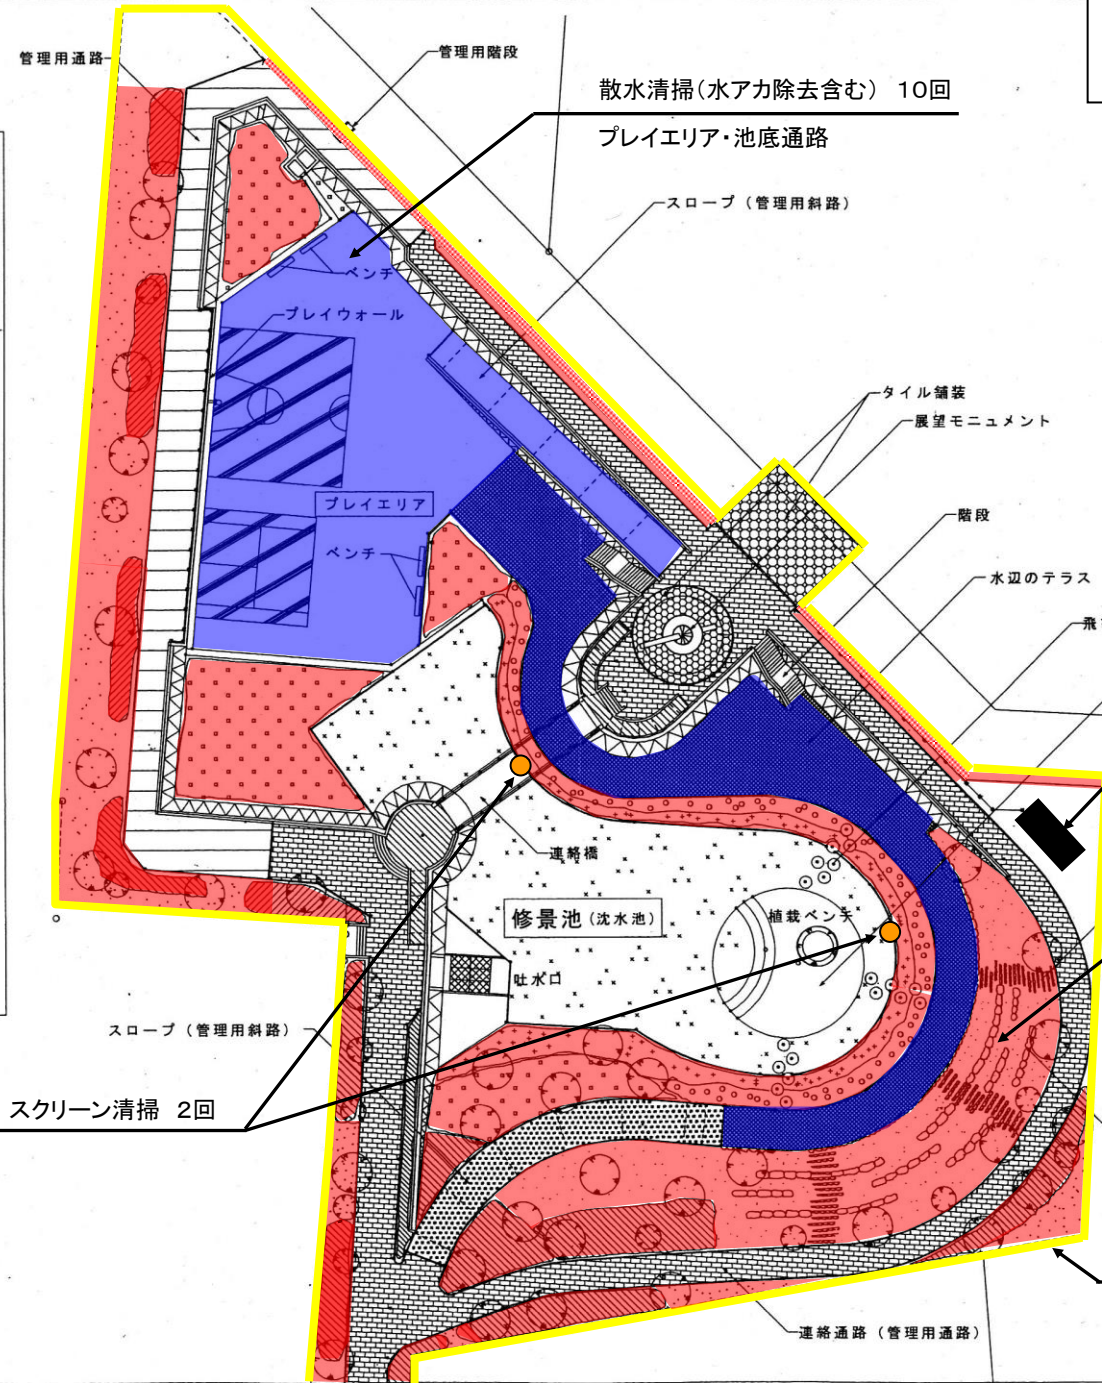 管理用通路
管理用階段
散水清掃(水アカ除去含む) 10回
プレイエリア・池底通路
スロープ (管理用斜路)
ベンチ
プレイウォール
タイル舗装
展望モニュメント
プレイエリア
階段
ベンチ
水辺のテラス
飛
連絡橋
修景池 (沈水池)
植栽ベンチ
吐水口
スロープ (管理用斜路)
スクリーン清掃 2回
連絡通路 (管理用通路)